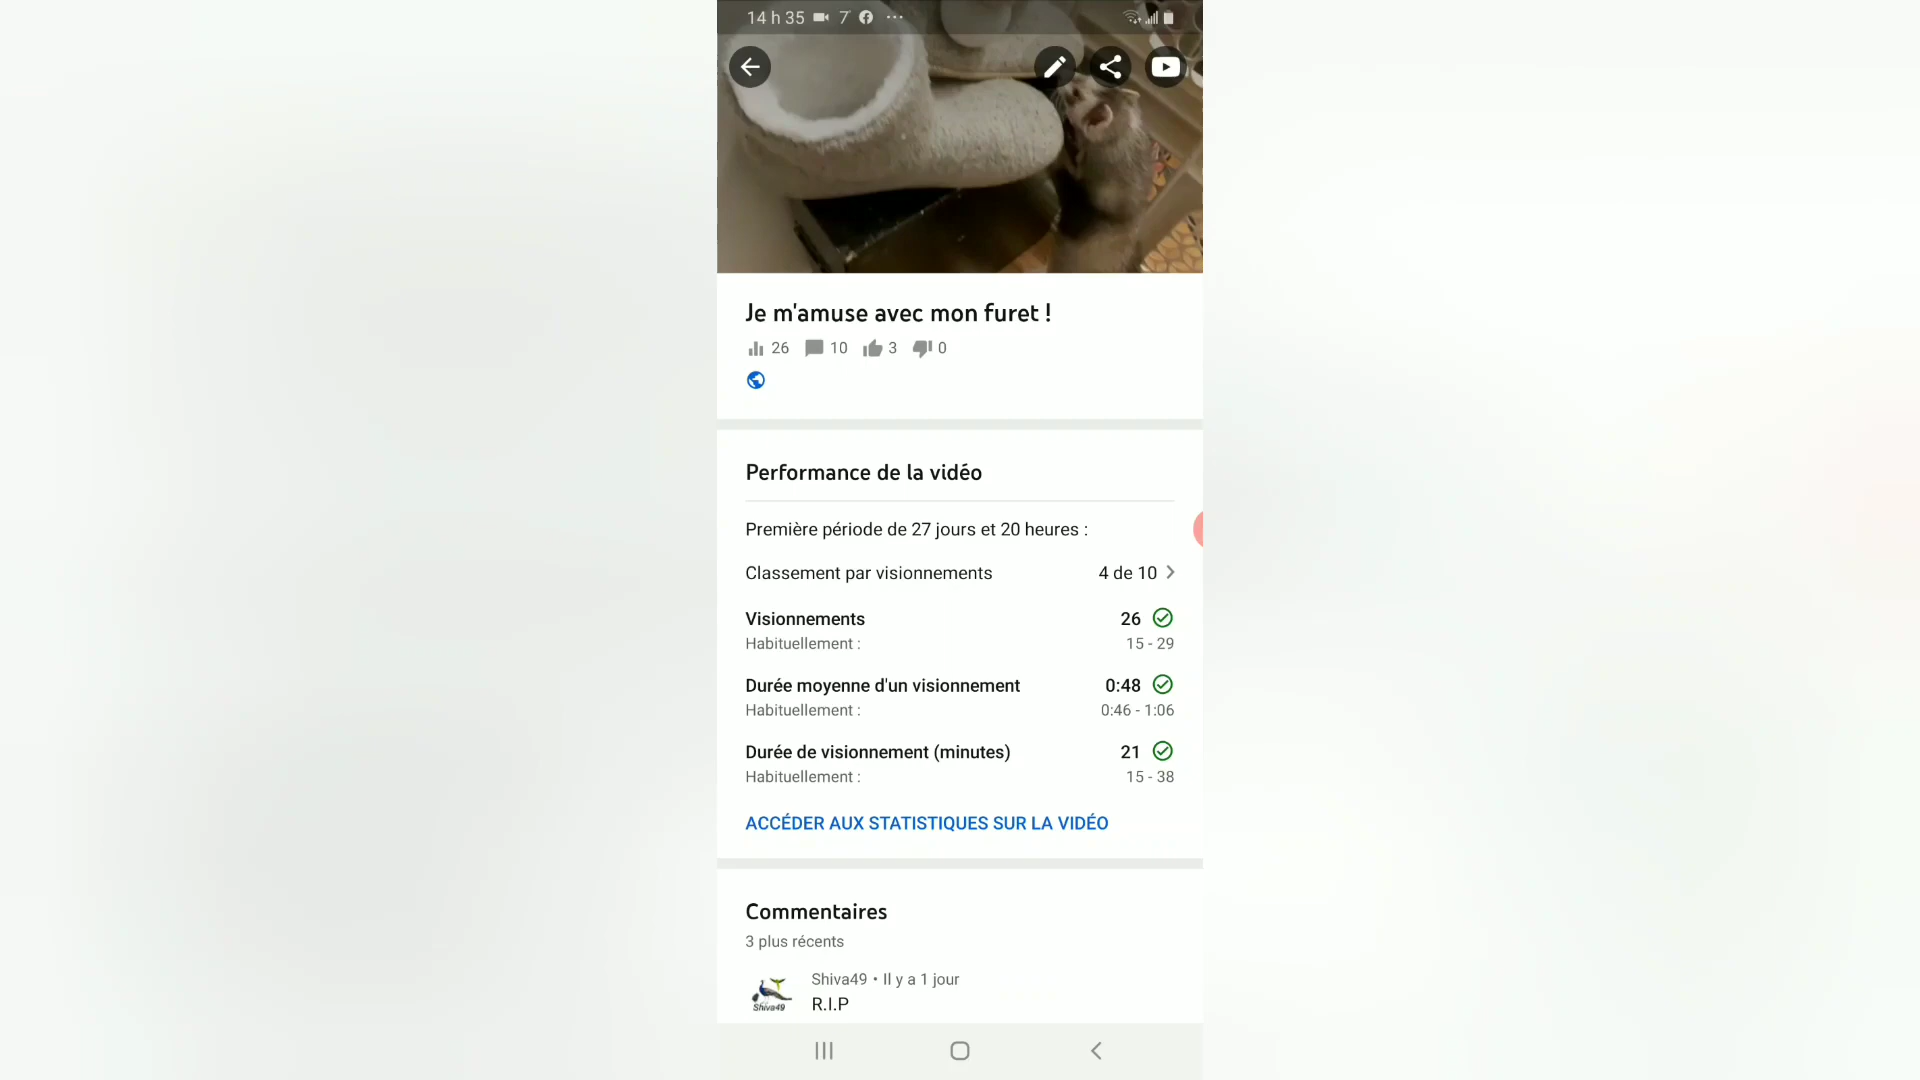 14 h 35
Je m'amuse avec mon furet !
26 10 3 0
Performance de la vidéo
Première période de 27 jours et 20 heures :
Classement par visionnements 4 de 10
Visionnements 26
Habituellement : 15 - 29
Durée moyenne d'un visionnement 0:48
Habituellement : 0:46 - 1:06
Durée de visionnement (minutes) 21
Habituellement : 15 - 38
ACCÉDER AUX STATISTIQUES SUR LA VIDÉO
Commentaires
3 plus récents
Shiva49 • Il y a 1 jour
Shiva49 R.I.P